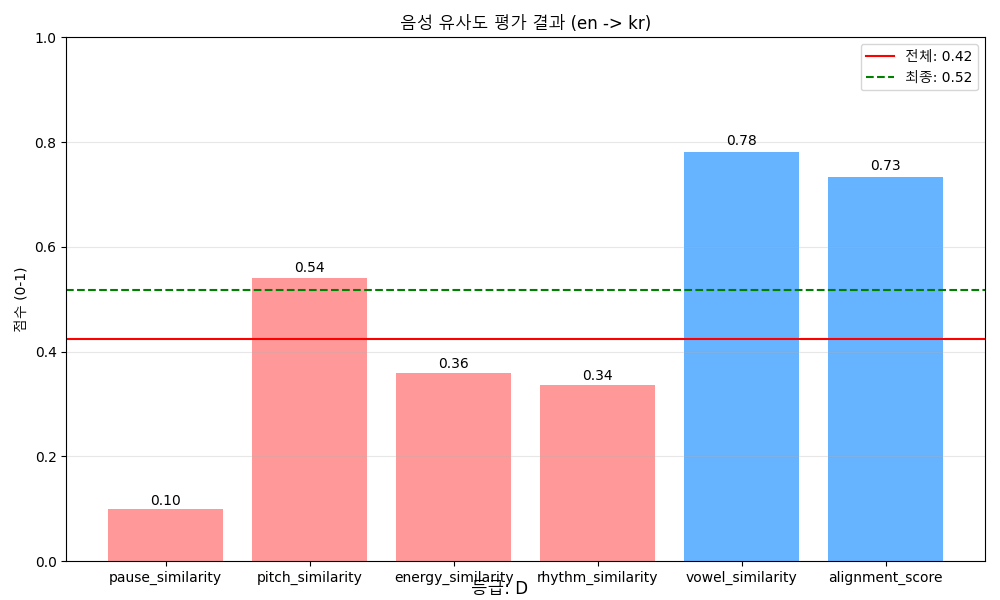 음성 유사도 평가 결과 (en -> kr)
전체: 0.42
최종: 0.52
점수 (0-1)
1.0
0.8
0.6
0.4
0.2
0.0
0.10
0.54
0.36
0.34
0.78
0.73
pause_similarity
pitch_similarity
energy_similarity
rhythm_similarity
vowel_similarity
alignment_score
등급: D